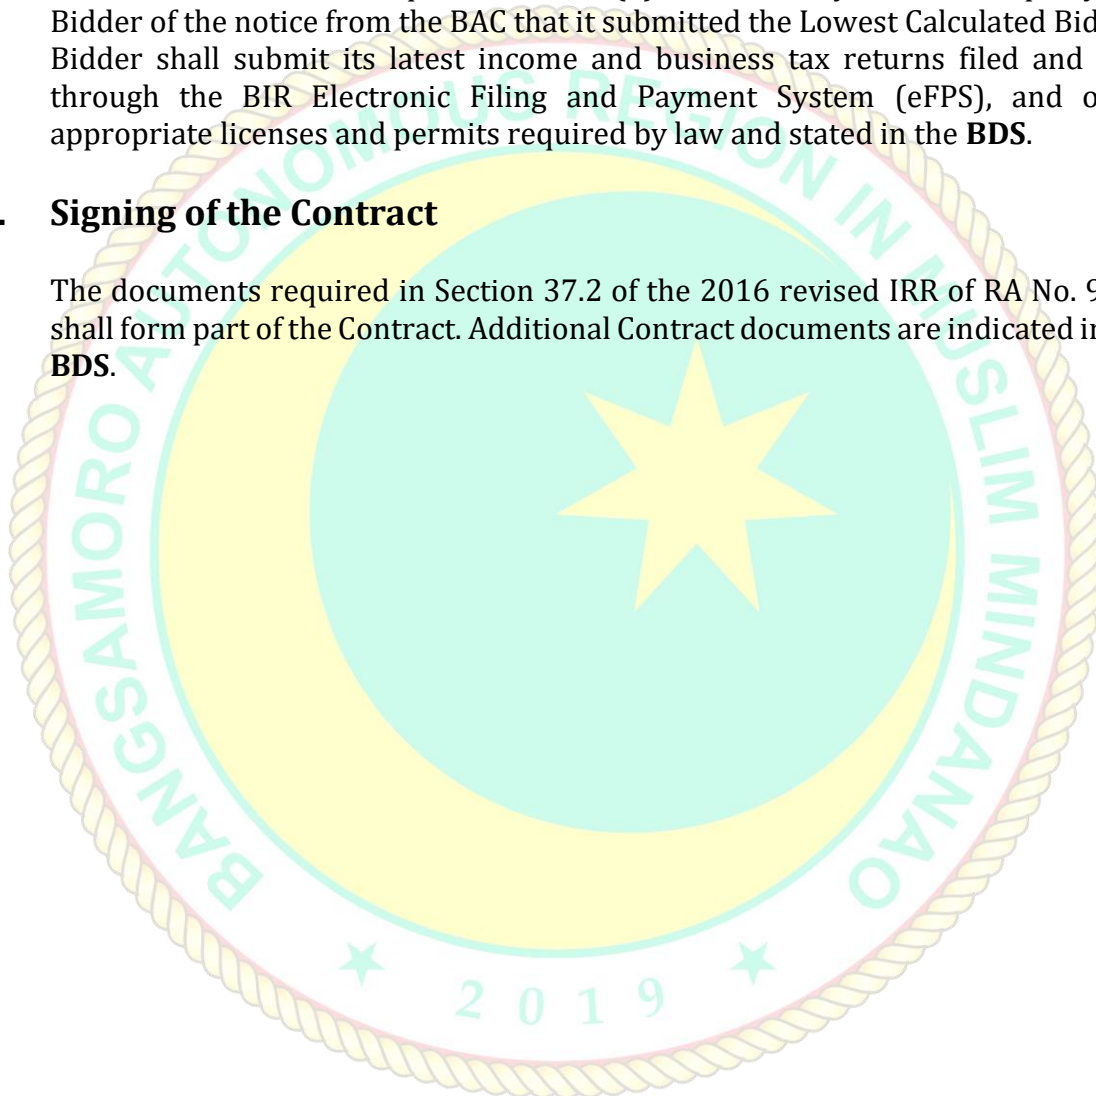 Bidder of the notice from the BAC that it submitted the Lowest Calculated Bid
Bidder shall submit its latest income and business tax returns filed and
through the BIR Electronic Filing and Payment System (eFPS), and o
appropriate licenses and permits required by law and stated in the BDS.
. Signing of the Contract
The documents required in Section 37.2 of the 2016 revised IRR of RA No. 9
shall form part of the Contract. Additional Contract documents are indicated in
BDS.
BANGSAMORO AUTONOMOUS REGION IN MUSLIM MINDANAO
2019